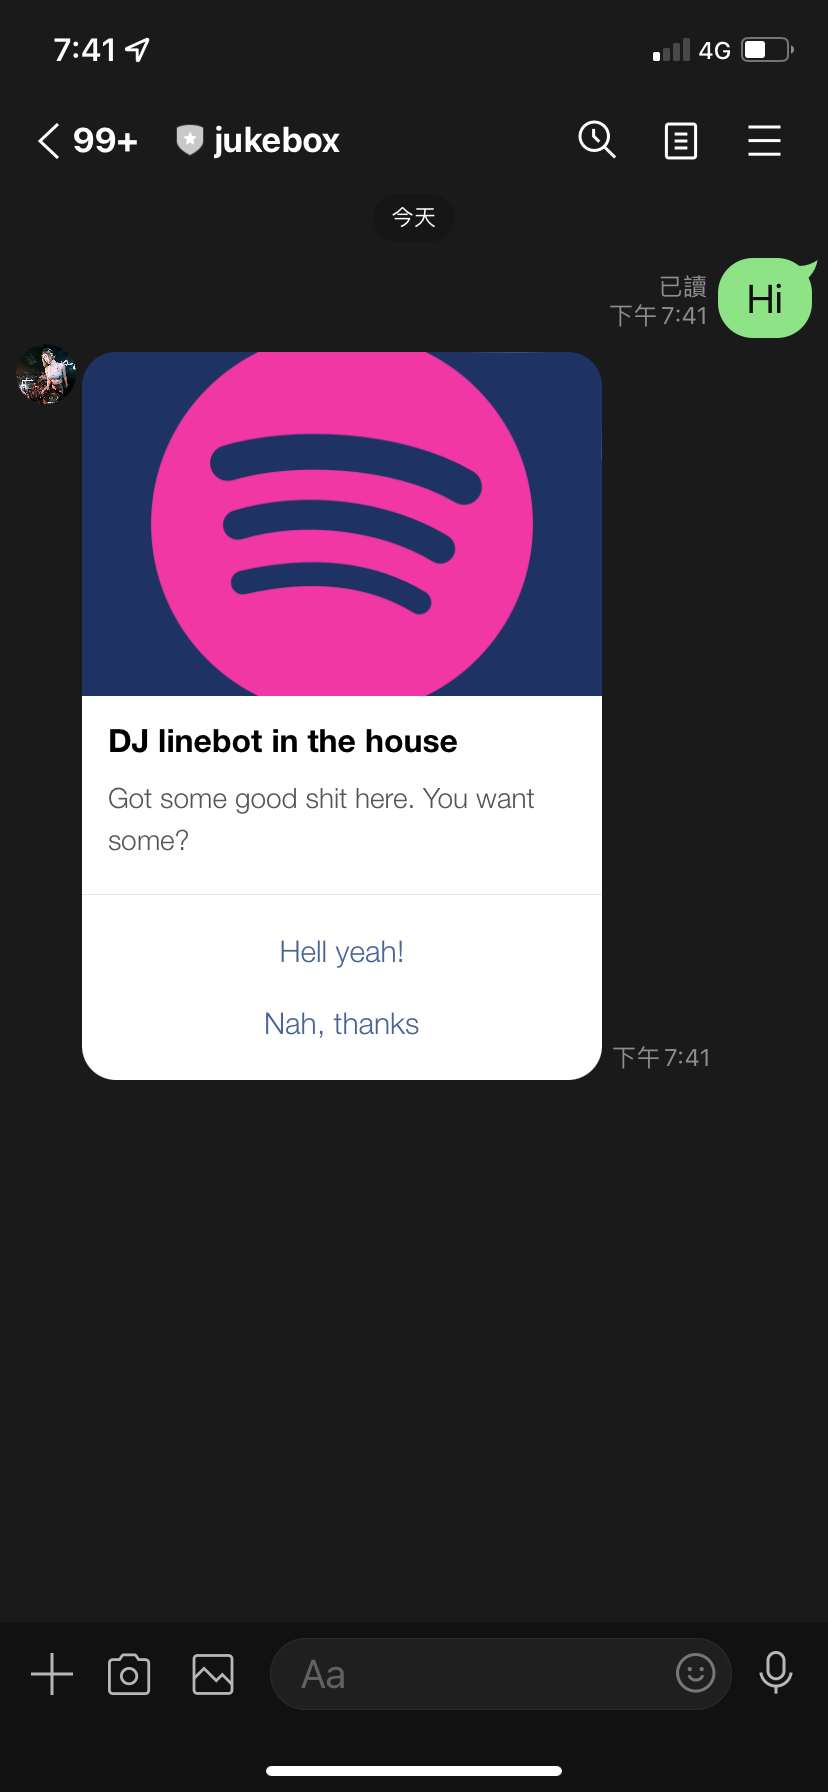 7:41
4G
99+
jukebox
今天
已讀
下午 7:41
Hi
DJ linebot in the house
Got some good shit here. You want
some?
Hell yeah!
Nah, thanks
下午 7:41
Aa